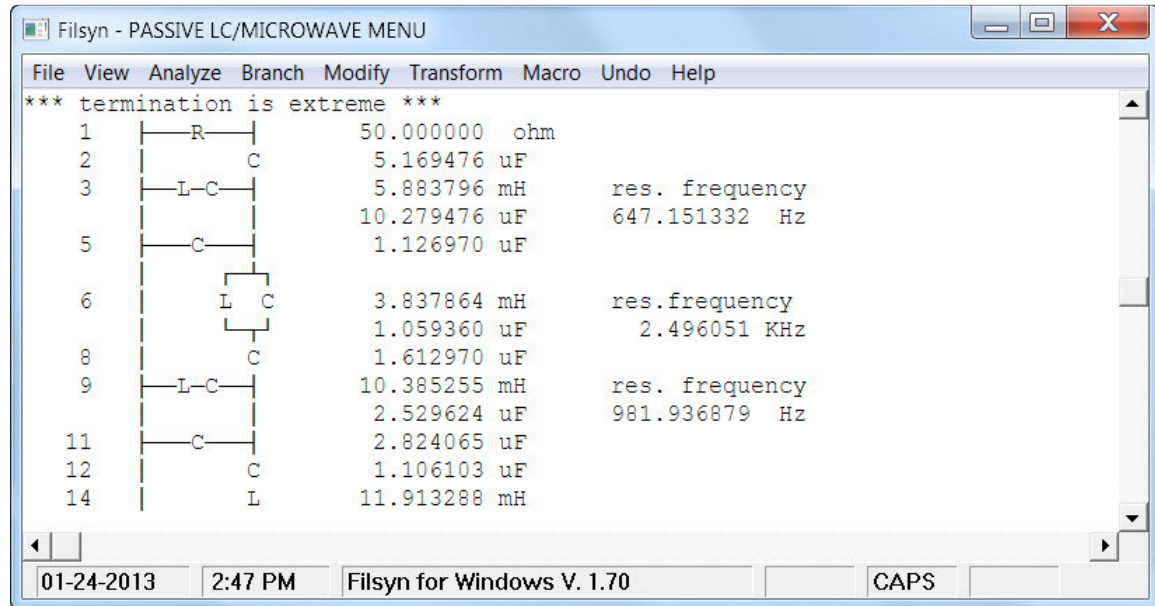 Filsyn - PASSIVE LC/MICROWAVE MENU
File View Analyze Branch Modify Transform Macro Undo Help
*** termination is extreme ***
1 R 50.000000 ohm
2 C 5.169476 uF
3 L-C 5.883796 mH res. frequency
10.279476 uF 647.151332 Hz
5 C 1.126970 uF
6 L C 3.837864 mH res.frequency
1.059360 uF 2.496051 KHz
8 C 1.612970 uF
9 L-C 10.385255 mH res. frequency
2.529624 uF 981.936879 Hz
11 C 2.824065 uF
12 C 1.106103 uF
14 L 11.913288 mH
01-24-2013 2:47 PM Filsyn for Windows V. 1.70 CAPS